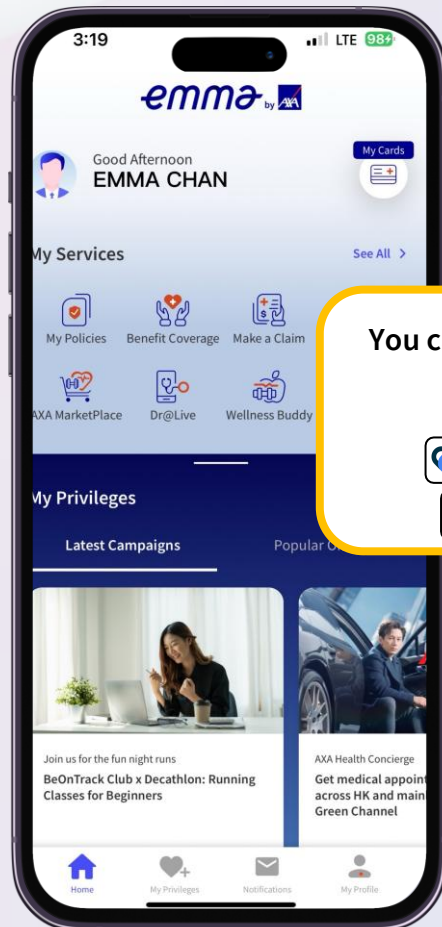 3:19
LTE 98
emma by AXA
My Cards
Good Afternoon
EMMA CHAN
My Services
See All >
My Policies
Benefit Coverage
Make a Claim
AXA MarketPlace
Dr@Live
Wellness Buddy
You c
My Privileges
Latest Campaigns
Popular
Join us for the fun night runs
BeOnTrack Club x Decathlon: Running
Classes for Beginners
AXA Health Concierge
Get medical appoint
across HK and main
Green Channel
Home
My Privileges
Notifications
My Profile